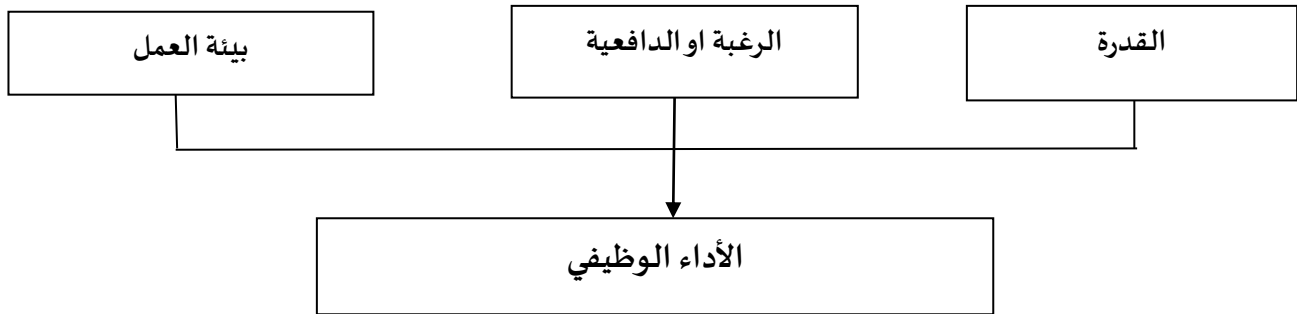 القدرة
الرغبة او الدافعية
بيئة العمل
الأداء الوظيفي